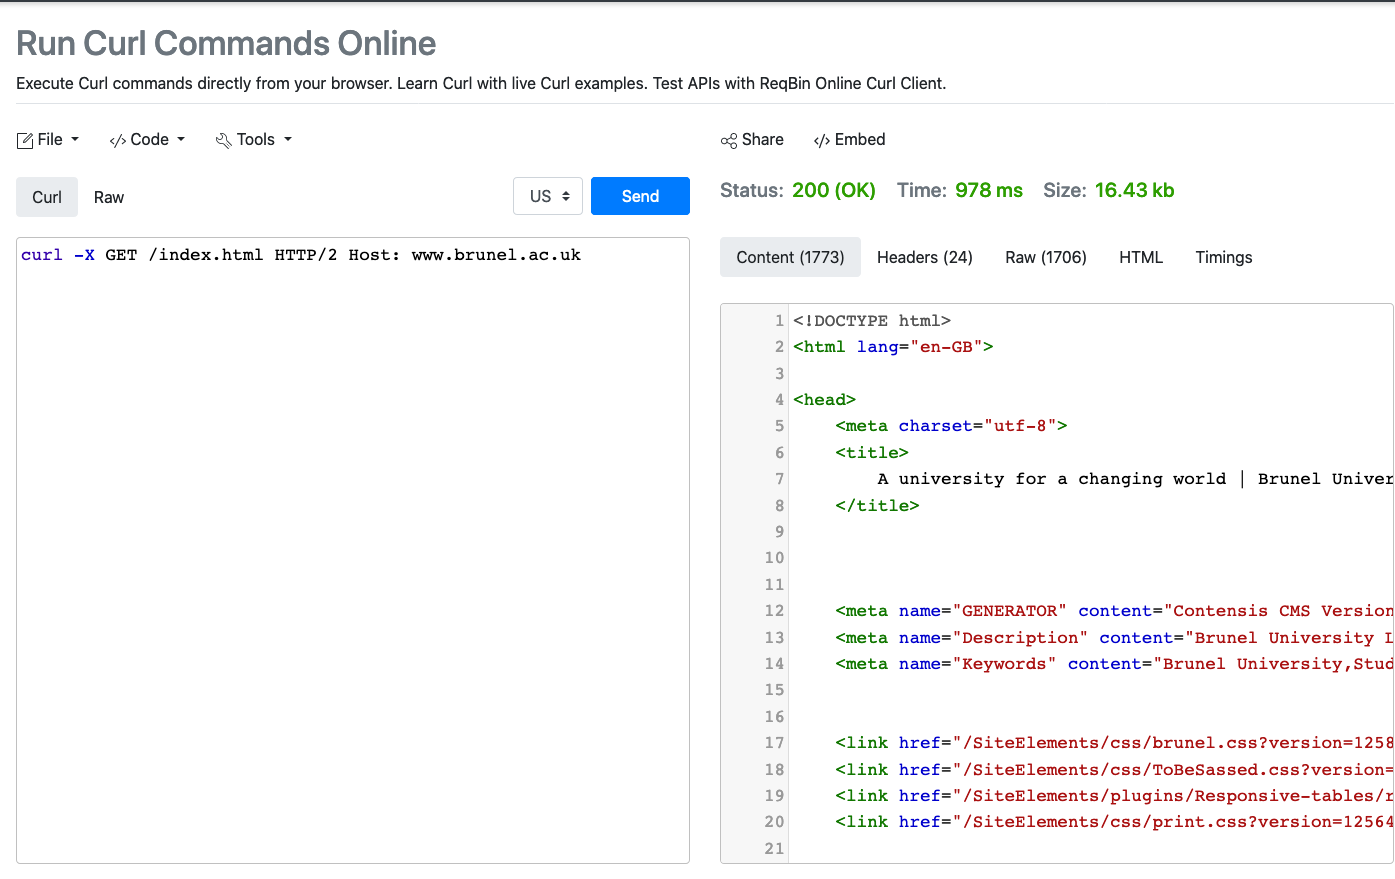 Run Curl Commands Online
Execute Curl commands directly from your browser. Learn Curl with live Curl examples. Test APIs with ReqBin Online Curl Client.
File
Code
Tools
Share
Embed
Curl
Raw
US
Send
Status: 200 (OK) Time: 978 ms Size: 16.43 kb
curl -X GET /index.html HTTP/2 Host: www.brunel.ac.uk
Content (1773)
Headers (24)
Raw (1706)
HTML
Timings
1 <!DOCTYPE html>
2 <html lang="en-GB">
3
4 <head>
5 <meta charset="utf-8">
6 <title>
7 A university for a changing world | Brunel Univer
8 </title>
9
10
11
12 <meta name="GENERATOR" content="Contensis CMS Version
13 <meta name="Description" content="Brunel University L
14 <meta name="Keywords" content="Brunel University,Stud
15
16
17 <link href="/SiteElements/css/brunel.css?version=1258
18 <link href="/SiteElements/css/ToBeSassed.css?version=
19 <link href="/SiteElements/plugins/Responsive-tables/r
20 <link href="/SiteElements/css/print.css?version=12564
21